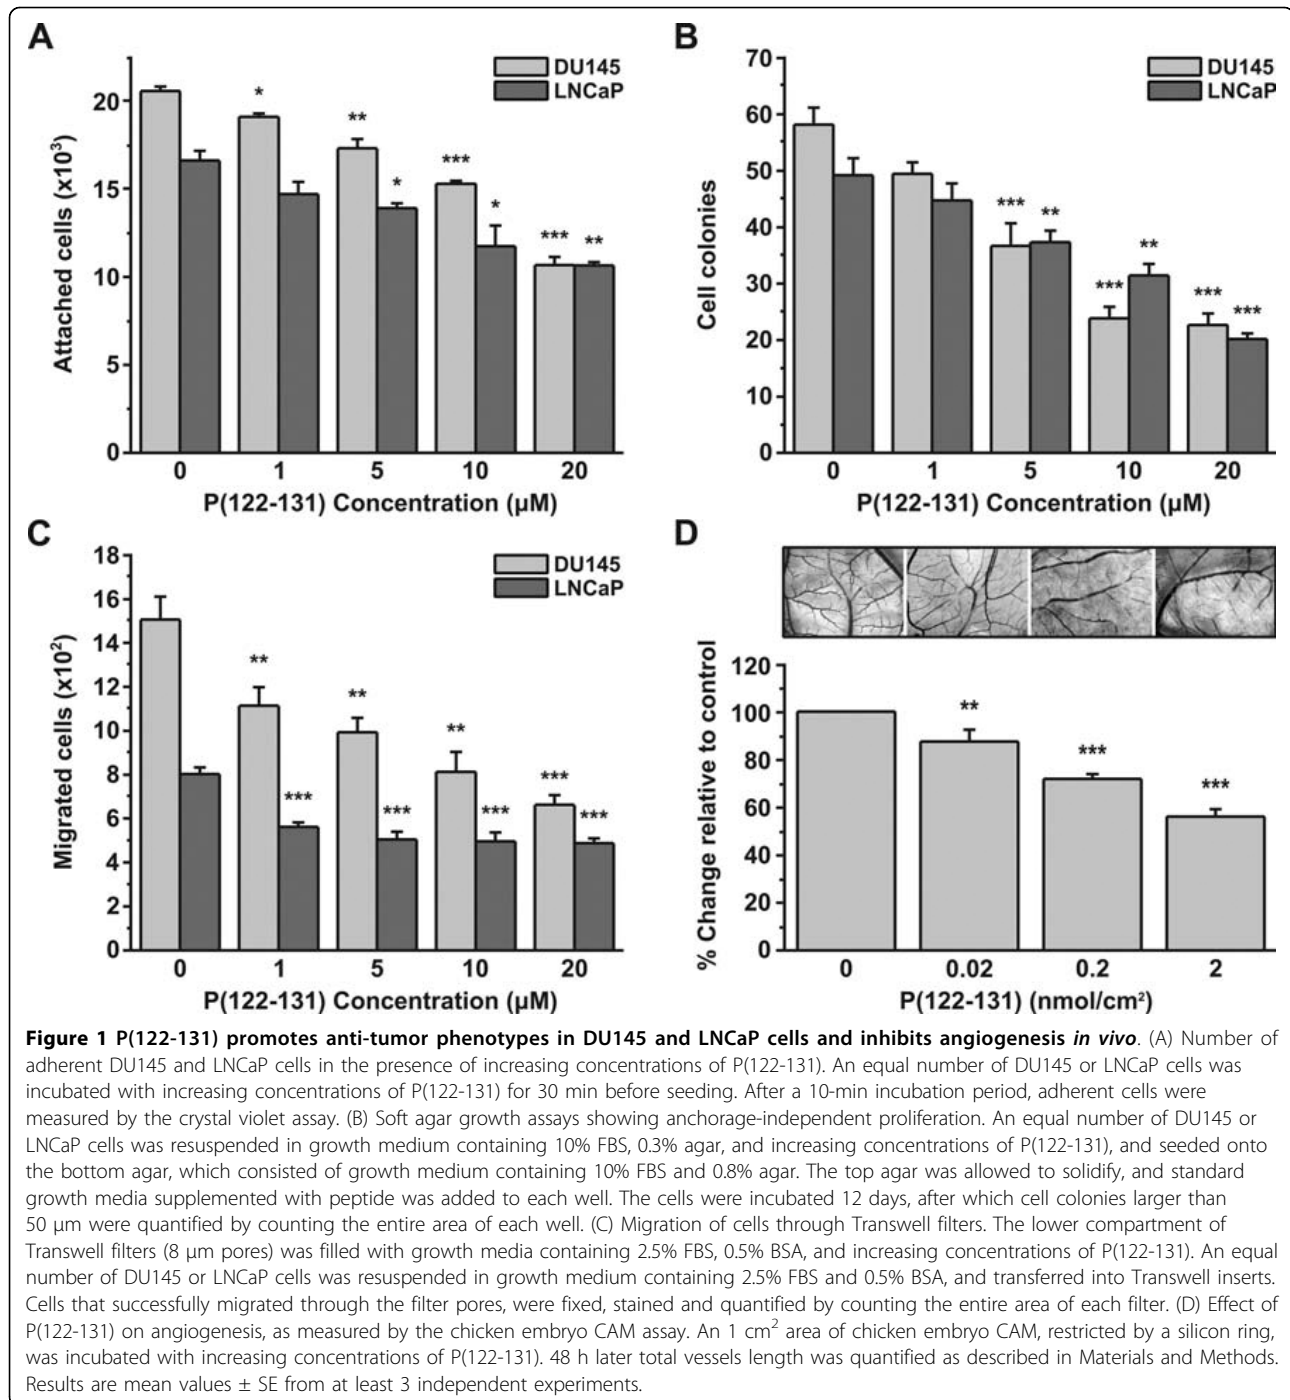 A
DU145
LNCaP
Attached cells (x10³)
20
15
10
5
0
*
**
*
***
*
***
**
0 1 5 10 20
P(122-131) Concentration (µM)
B
DU145
LNCaP
Cell colonies
70
60
50
40
30
20
10
0
***
**
***
**
***
***
0 1 5 10 20
P(122-131) Concentration (µM)
C
DU145
LNCaP
Migrated cells (x10²)
18
16
14
12
10
8
6
4
2
0
**
***
**
***
**
***
***
***
0 1 5 10 20
P(122-131) Concentration (µM)
D
% Change relative to control
120
100
80
60
40
20
0
**
***
***
0 0.02 0.2 2
P(122-131) (nmol/cm²)
Figure 1 P(122-131) promotes anti-tumor phenotypes in DU145 and LNCaP cells and inhibits angiogenesis in vivo. (A) Number of
adherent DU145 and LNCaP cells in the presence of increasing concentrations of P(122-131). An equal number of DU145 or LNCaP cells was
incubated with increasing concentrations of P(122-131) for 30 min before seeding. After a 10-min incubation period, adherent cells were
measured by the crystal violet assay. (B) Soft agar growth assays showing anchorage-independent proliferation. An equal number of DU145 or
LNCaP cells was resuspended in growth medium containing 10% FBS, 0.3% agar, and increasing concentrations of P(122-131), and seeded onto
the bottom agar, which consisted of growth medium containing 10% FBS and 0.8% agar. The top agar was allowed to solidify, and standard
growth media supplemented with peptide was added to each well. The cells were incubated 12 days, after which cell colonies larger than
50 µm were quantified by counting the entire area of each well. (C) Migration of cells through Transwell filters. The lower compartment of
Transwell filters (8 µm pores) was filled with growth media containing 2.5% FBS, 0.5% BSA, and increasing concentrations of P(122-131). An equal
number of DU145 or LNCaP cells was resuspended in growth medium containing 2.5% FBS and 0.5% BSA, and transferred into Transwell inserts.
Cells that successfully migrated through the filter pores, were fixed, stained and quantified by counting the entire area of each filter. (D) Effect of
P(122-131) on angiogenesis, as measured by the chicken embryo CAM assay. An 1 cm² area of chicken embryo CAM, restricted by a silicon ring,
was incubated with increasing concentrations of P(122-131). 48 h later total vessels length was quantified as described in Materials and Methods.
Results are mean values ± SE from at least 3 independent experiments.